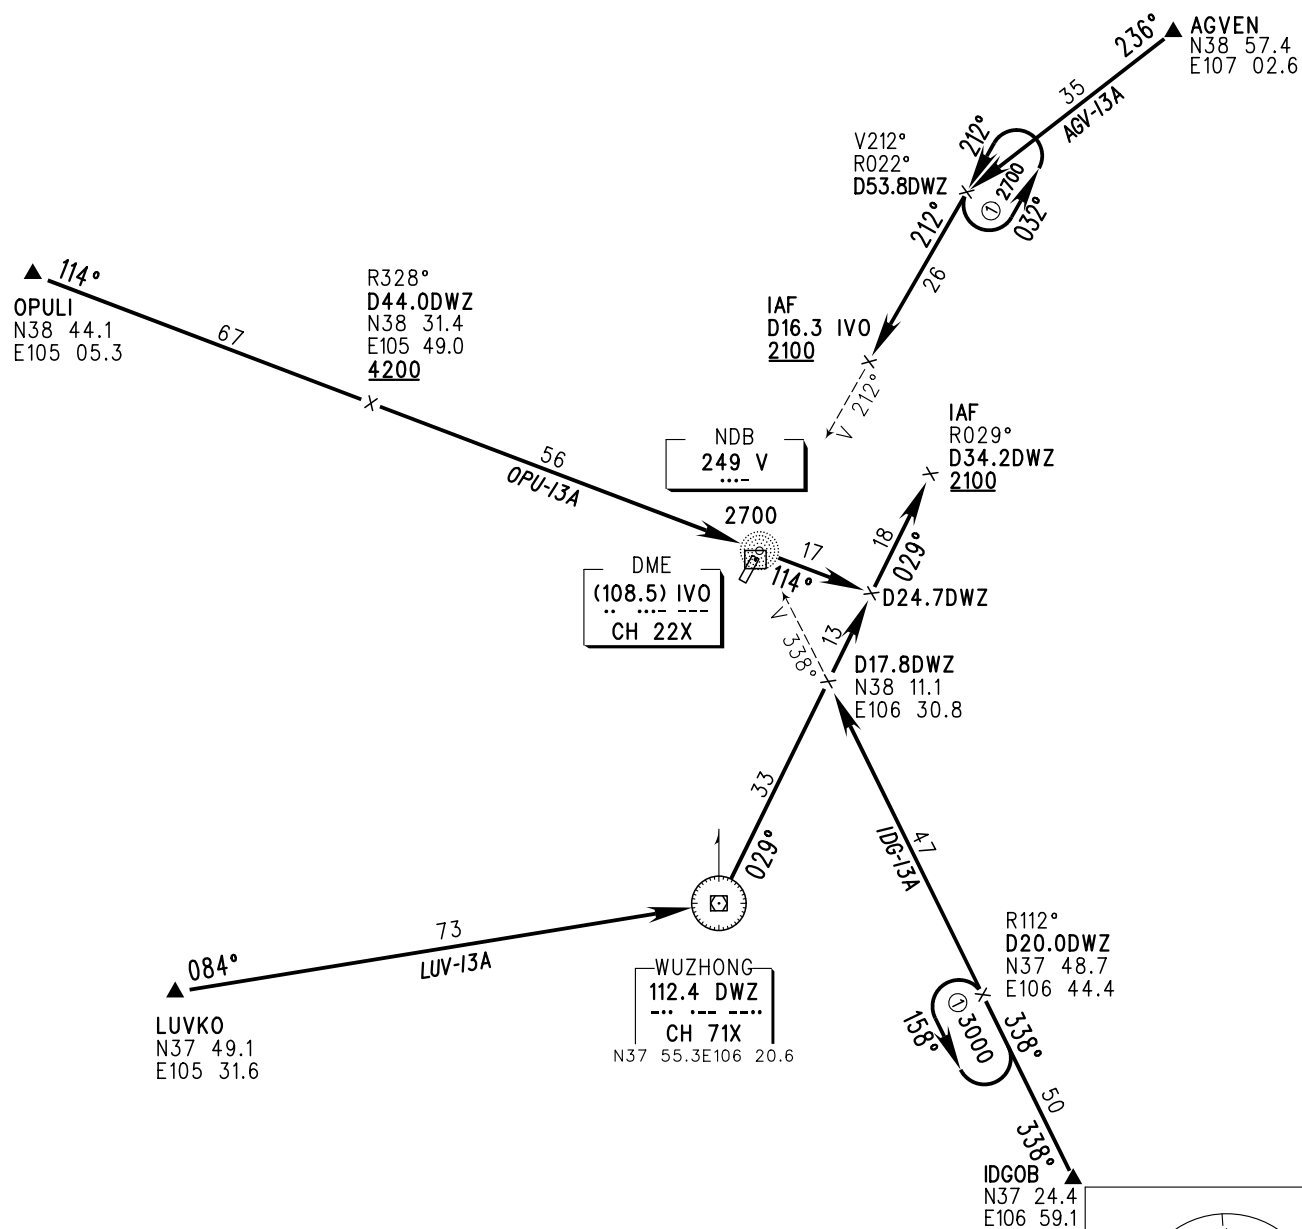 236°
AGVEN
N38 57.4
E107 02.6
35
AGV-13A
212°
V212°
R022°
D53.8DWZ
① 2700
032°
212°
26
114°
OPULI
N38 44.1
E105 05.3
67
R328°
D44.0DWZ
N38 31.4
E105 49.0
4200
IAF
D16.3 IVO
2100
V 212°
IAF
R029°
D34.2DWZ
2100
NDB
249 V
···-
56
OPU-13A
2700
DME
(108.5) IVO
·· ···- ---
CH 22X
17
114°
18
029°
D24.7DWZ
V 338°
13
D17.8DWZ
N38 11.1
E106 30.8
33
029°
47
IDG-13A
73
LUV-13A
084°
LUVKO
N37 49.1
E105 31.6
WUZHONG
112.4 DWZ
-·· ·-- --··
CH 71X
N37 55.3E106 20.6
R112°
D20.0DWZ
N37 48.7
E106 44.4
① 3000
158°
338°
50
338°
IDGOB
N37 24.4
E106 59.1